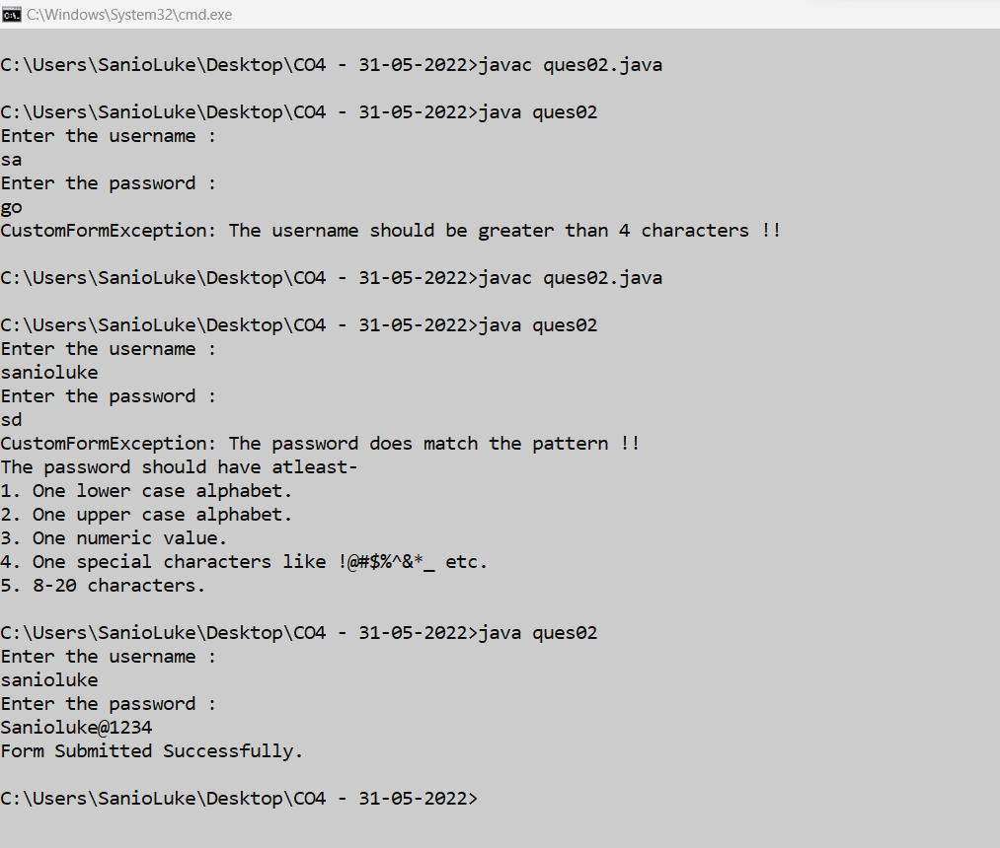 C:\Windows\System32\cmd.exe
C:\Users\SanioLuke\Desktop\CO4 - 31-05-2022>javac ques02.java
C:\Users\SanioLuke\Desktop\CO4 - 31-05-2022>java ques02
Enter the username :
sa
Enter the password :
go
CustomFormException: The username should be greater than 4 characters !!
C:\Users\SanioLuke\Desktop\CO4 - 31-05-2022>javac ques02.java
C:\Users\SanioLuke\Desktop\CO4 - 31-05-2022>java ques02
Enter the username :
sanioluke
Enter the password :
sd
CustomFormException: The password does match the pattern !!
The password should have atleast-
1. One lower case alphabet.
2. One upper case alphabet.
3. One numeric value.
4. One special characters like !@#$%^&*_ etc.
5. 8-20 characters.
C:\Users\SanioLuke\Desktop\CO4 - 31-05-2022>java ques02
Enter the username :
sanioluke
Enter the password :
Sanioluke@1234
Form Submitted Successfully.
C:\Users\SanioLuke\Desktop\CO4 - 31-05-2022>